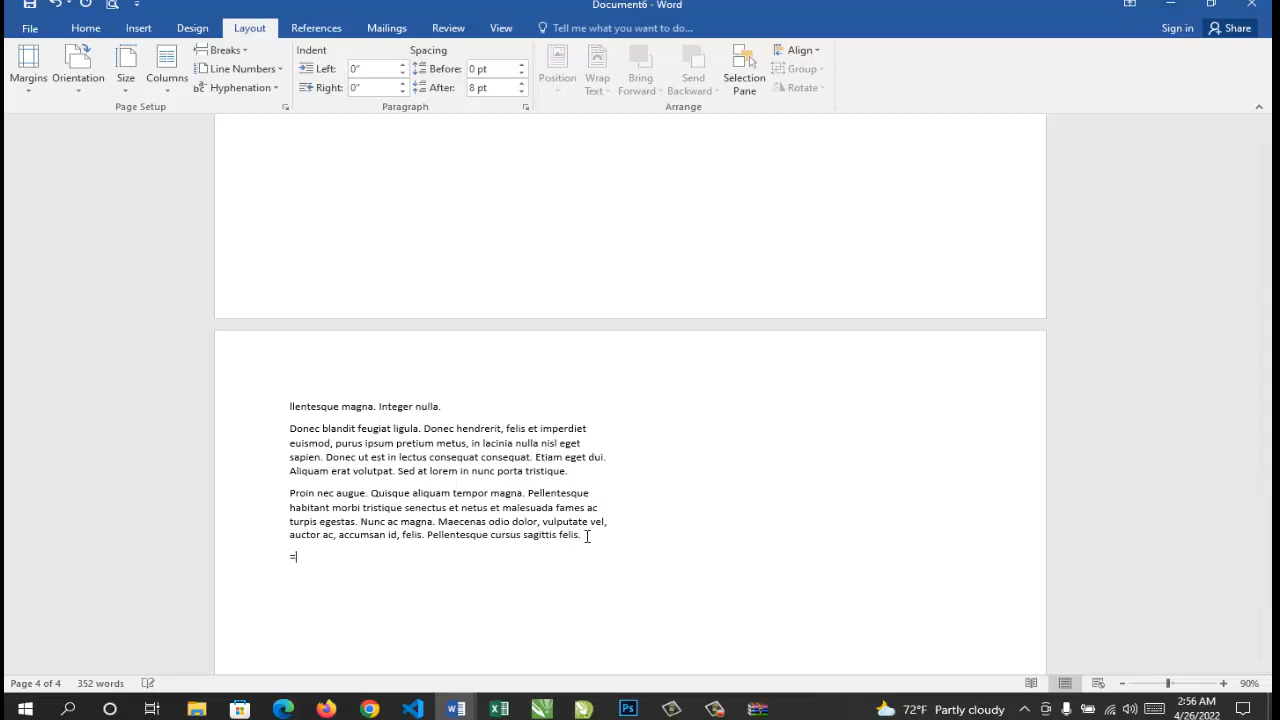 Document6 - Word
File Home Insert Design Layout References Mailings Review View Tell me what you want to do... Sign in Share
Margins Orientation Size Columns
Breaks
Line Numbers
Hyphenation
Page Setup
Indent Spacing
Left: 0" Before: 0 pt
Right: 0" After: 8 pt
Paragraph
Position Wrap Text Bring Forward Send Backward Selection Pane
Align
Group
Rotate
Arrange
llentesque magna. Integer nulla.
Donec blandit feugiat ligula. Donec hendrerit, felis et imperdiet
euismod, purus ipsum pretium metus, in lacinia nulla nisl eget
sapien. Donec ut est in lectus consequat consequat. Etiam eget dui.
Aliquam erat volutpat. Sed at lorem in nunc porta tristique.
Proin nec augue. Quisque aliquam tempor magna. Pellentesque
habitant morbi tristique senectus et netus et malesuada fames ac
turpis egestas. Nunc ac magna. Maecenas odio dolor, vulputate vel,
auctor ac, accumsan id, felis. Pellentesque cursus sagittis felis.
=
Page 4 of 4 352 words 90%
72°F Partly cloudy 2:56 AM
4/26/2022